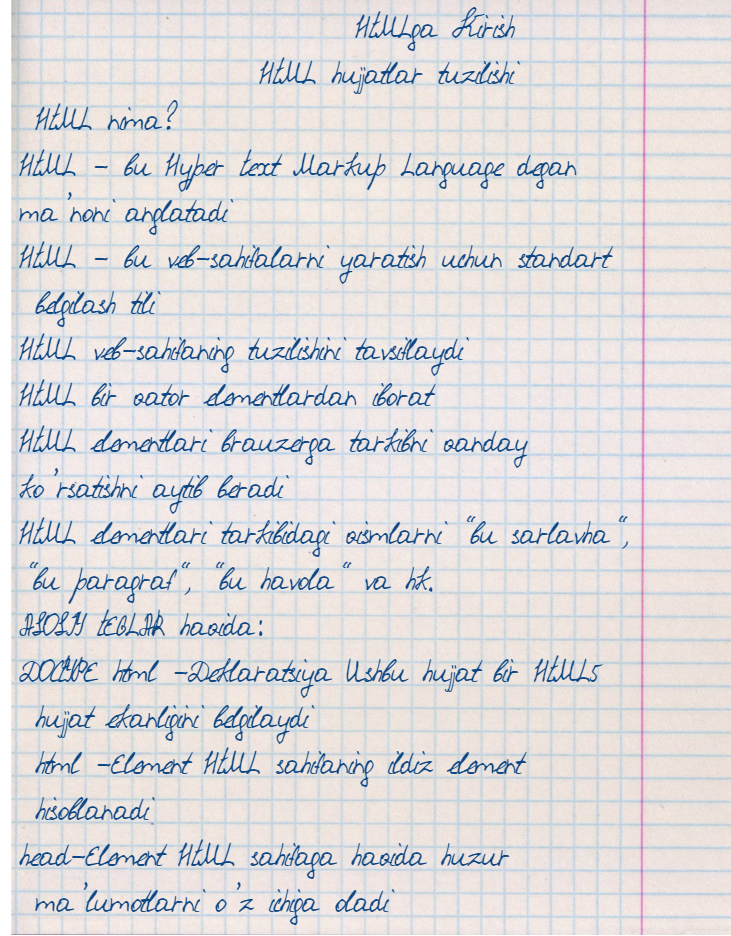 HTMLga Kirish
HTML hujjatlar tuzilishi
HTML nima?
HTML - bu Hyper text Markup Language degan
ma'noni anglatadi
HTML - bu veb-sahifalarni yaratish uchun standart
belgilash tili
HTML veb-sahifaning tuzilishini tavsiflaydi
HTML bir qator elementlardan iborat
HTML elementlari brauzerga tarkibni qanday
ko'rsatishni aytib beradi
HTML elementlari tarkibidagi qismlarni "bu sarlavha",
"bu paragraf", "bu havola" va hk.
ASOSIY TEGLAR haqida:
DOCTYPE html -Deklaratsiya Ushbu hujjat bir HTML5
hujjat ekanligini belgilaydi
html -Element HTML sahifaning ildiz element
hisoblanadi
head-Element HTML sahifaga haqida huzur
ma'lumotlarni o'z ichiga oladi